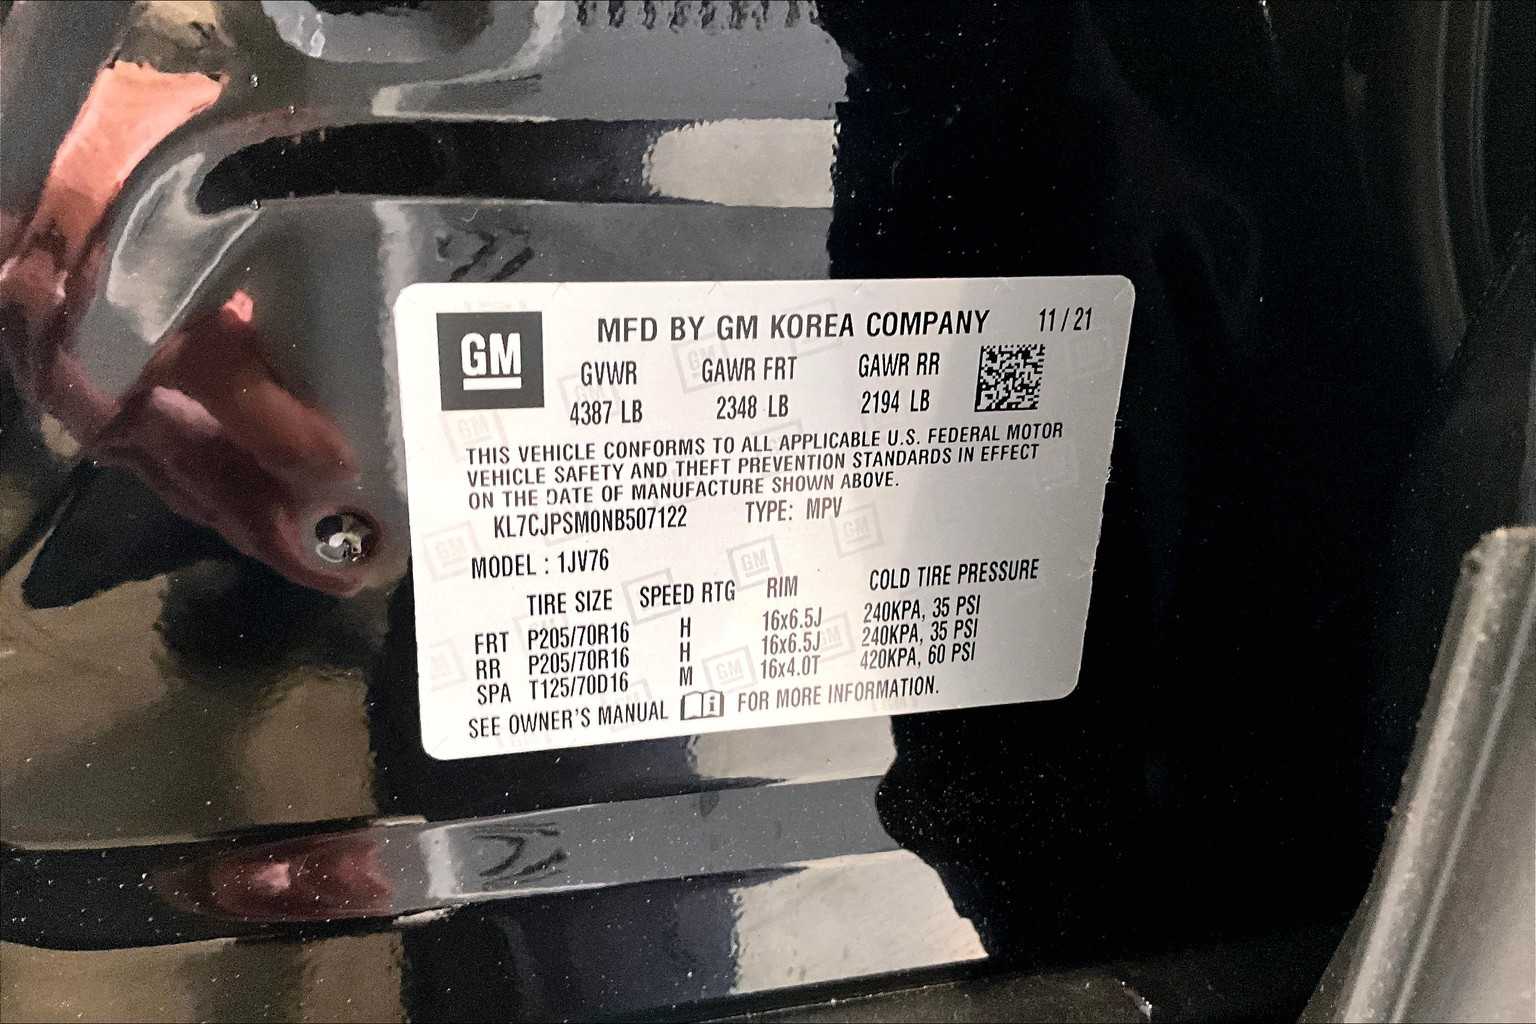 GM
MFD BY GM KOREA COMPANY 11/21
GVWR GAWR FRT GAWR RR
4387 LB 2348 LB 2194 LB
THIS VEHICLE CONFORMS TO ALL APPLICABLE U.S. FEDERAL MOTOR
VEHICLE SAFETY AND THEFT PREVENTION STANDARDS IN EFFECT
ON THE DATE OF MANUFACTURE SHOWN ABOVE.
KL7CJPSM0NB507122 TYPE: MPV
MODEL : 1JV76
TIRE SIZE SPEED RTG RIM COLD TIRE PRESSURE
FRT P205/70R16 H 16x6.5J 240KPA, 35 PSI
RR P205/70R16 H 16x6.5J 240KPA, 35 PSI
SPA T125/70D16 M 16x4.0T 420KPA, 60 PSI
SEE OWNER'S MANUAL FOR MORE INFORMATION.